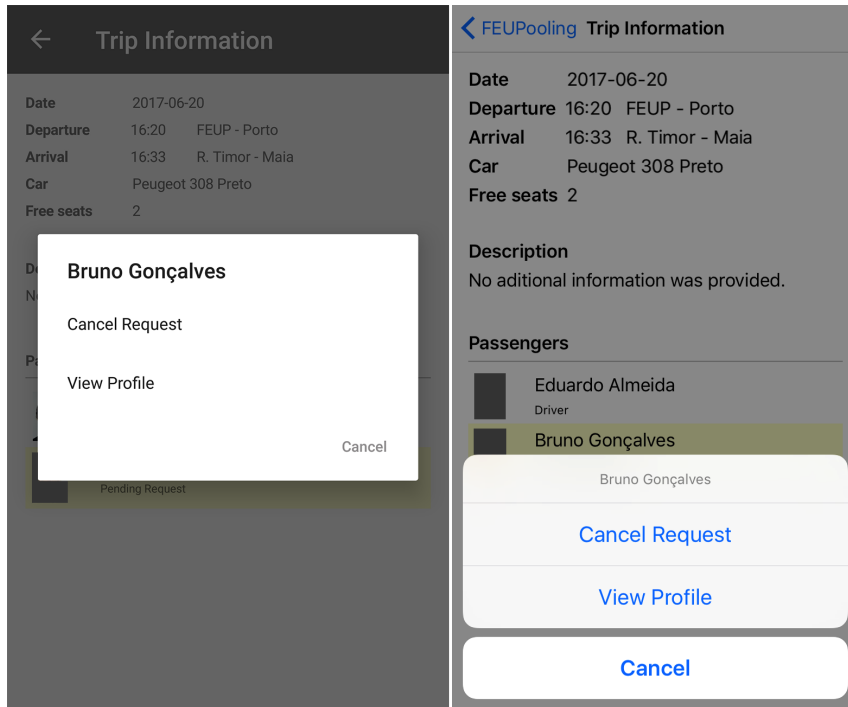 Trip Information
Date 2017-06-20
Departure 16:20 FEUP - Porto
Arrival 16:33 R. Timor - Maia
Car Peugeot 308 Preto
Free seats 2
Bruno Gonçalves
Cancel Request
View Profile
Cancel
Pending Request
FEUPooling Trip Information
Date 2017-06-20
Departure 16:20 FEUP - Porto
Arrival 16:33 R. Timor - Maia
Car Peugeot 308 Preto
Free seats 2
Description
No aditional information was provided.
Passengers
Eduardo Almeida
Driver
Bruno Gonçalves
Bruno Gonçalves
Cancel Request
View Profile
Cancel